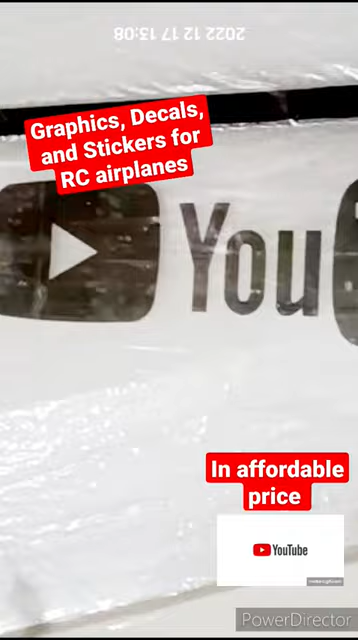 2022 12 17 13:08
Graphics, Decals,
and Stickers for
RC airplanes
You
In affordable
price
YouTube
PowerDirector